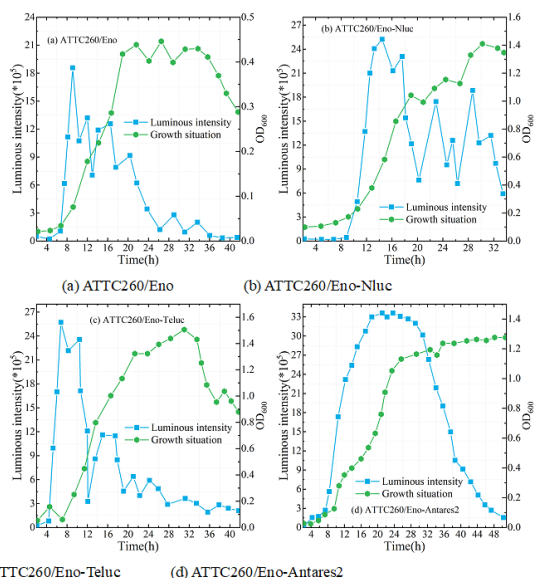 (a) ATTC260/Eno
Luminous intensity(*10⁵)
21
18
15
12
9
6
3
0
Luminous intensity
Growth situation
0.5
0.4
0.3
0.2
0.1
0.0
OD₆₀₀
4 8 12 16 20 24 28 32 36 40
Time(h)
(b) ATTC260/Eno-Nluc
Luminous intensity(*10⁵)
27
24
21
18
15
12
9
6
3
0
Luminous intensity
Growth situation
1.6
1.4
1.2
1.0
0.8
0.6
0.4
0.2
0.0
OD₆₀₀
4 8 12 16 20 24 28 32
Time(h)
(a) ATTC260/Eno (b) ATTC260/Eno-Nluc
(c) ATTC260/Eno-Teluc
Luminous intensity(*10⁵)
27
24
21
18
15
12
9
6
3
0
Luminous intensity
Growth situation
1.6
1.4
1.2
1.0
0.8
0.6
0.4
0.2
0.0
OD₆₀₀
4 8 12 16 20 24 28 32 36 40
Time(h)
Luminous intensity(*10⁵)
33
30
27
24
21
18
15
12
9
6
3
0
Luminous intensity
Growth situation
(d) ATTC260/Eno-Antares2
1.4
1.2
1.0
0.8
0.6
0.4
0.2
0.0
OD₆₀₀
4 8 12 16 20 24 28 32 36 40 44 48
Time(h)
ATTC260/Eno-Teluc (d) ATTC260/Eno-Antares2